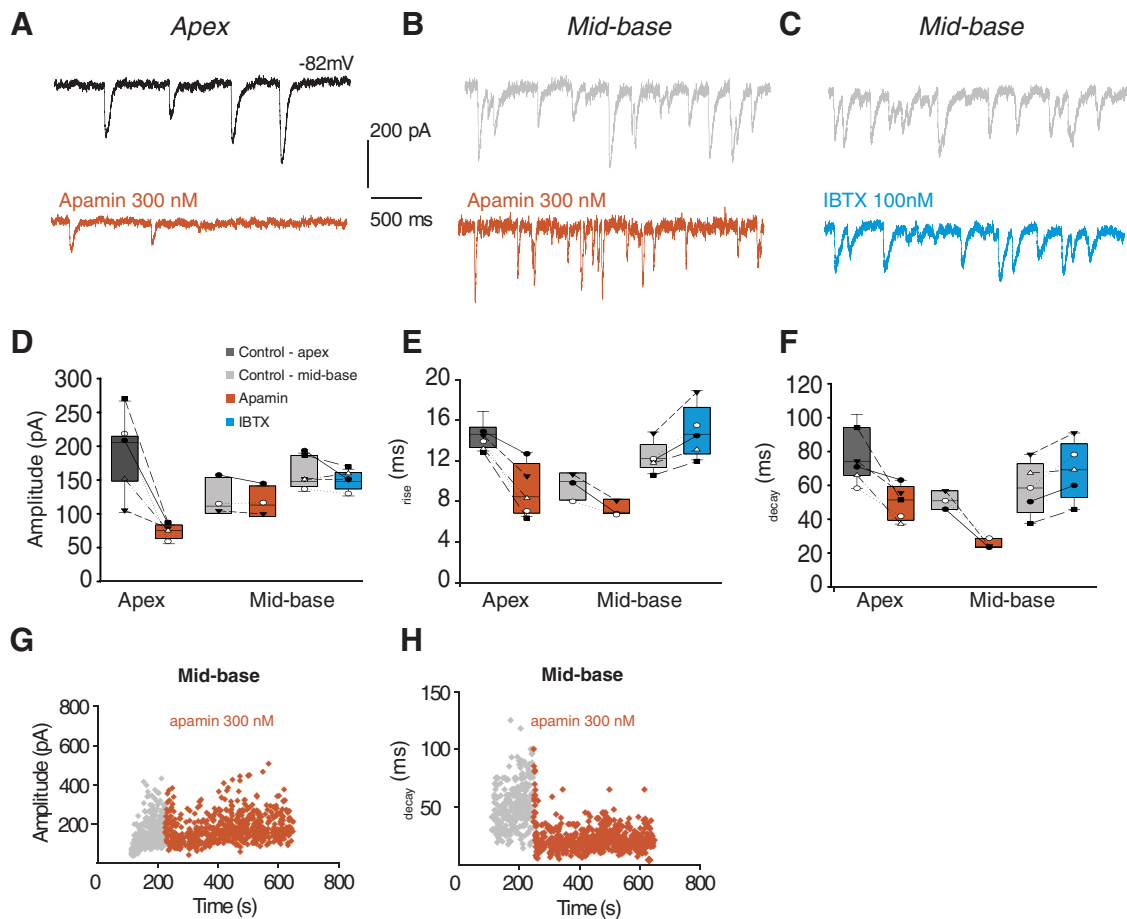 A
Apex
B
Mid-base
C
Mid-base
-82mV
200 pA
500 ms
Apamin 300 nM
Apamin 300 nM
IBTX 100nM
D
Control - apex
Control - mid-base
Apamin
IBTX
Amplitude (pA)
300
250
200
150
100
50
0
Apex
Mid-base
E
rise (ms)
20
16
12
8
4
0
Apex
Mid-base
F
decay (ms)
120
100
80
60
40
20
0
Apex
Mid-base
G
Mid-base
apamin 300 nM
Amplitude (pA)
800
600
400
200
0 200 400 600 800
Time (s)
H
Mid-base
apamin 300 nM
decay (ms)
150
100
50
0 200 400 600 800
Time (s)